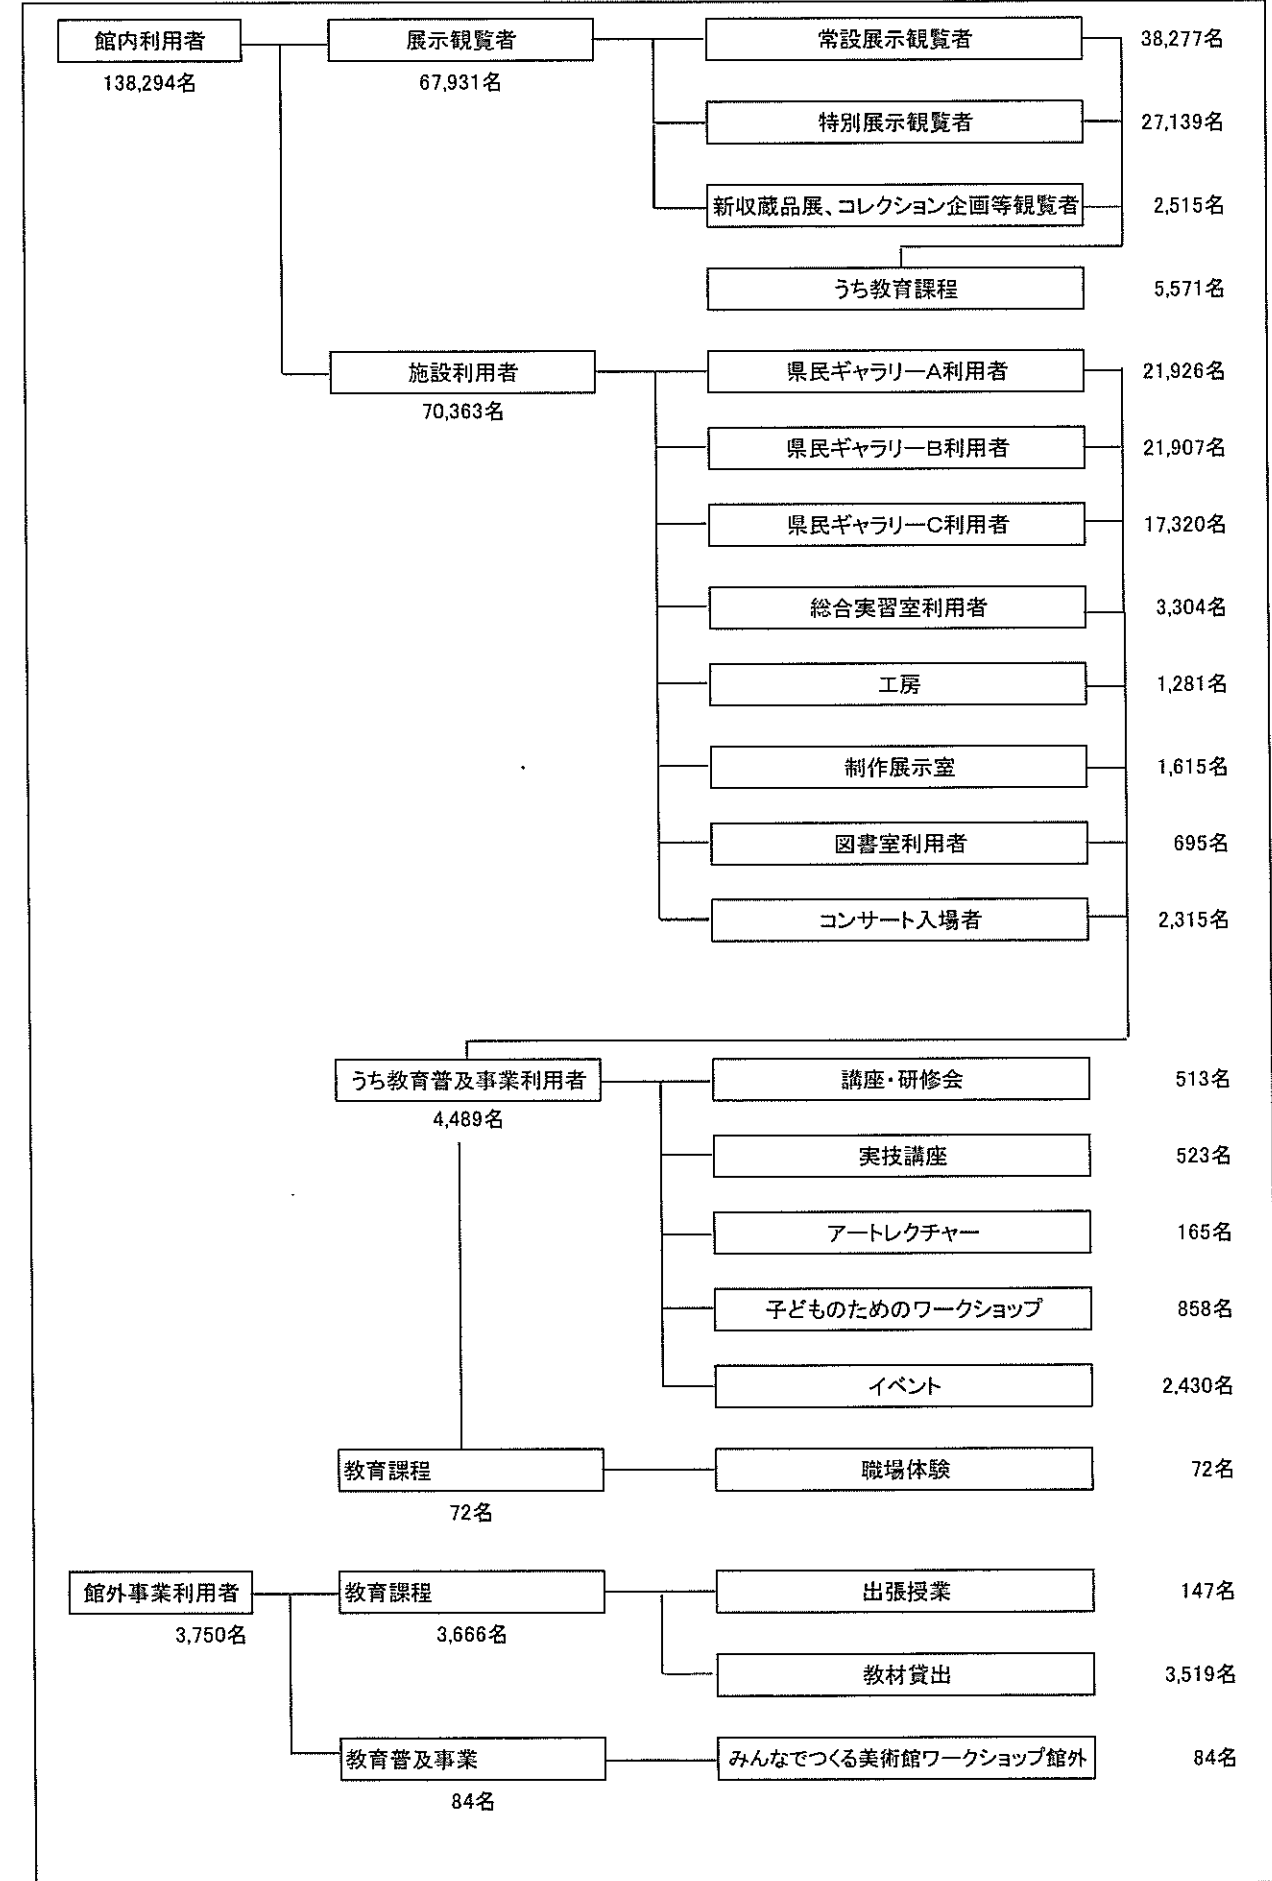 館内利用者 展示観覧者 常設展示観覧者 38,277名
138,294名 67,931名
特別展示観覧者 27,139名
新収蔵品展、コレクション企画等観覧者 2,515名
うち教育課程 5,571名
施設利用者 県民ギャラリーA利用者 21,926名
70,363名
県民ギャラリーB利用者 21,907名
県民ギャラリーC利用者 17,320名
総合実習室利用者 3,304名
工房 1,281名
制作展示室 1,615名
図書室利用者 695名
コンサート入場者 2,315名
うち教育普及事業利用者 講座・研修会 513名
4,489名
実技講座 523名
アートレクチャー 165名
子どものためのワークショップ 858名
イベント 2,430名
教育課程 職場体験 72名
72名
館外事業利用者 教育課程 出張授業 147名
3,750名 3,666名
教材貸出 3,519名
教育普及事業 みんなでつくる美術館ワークショップ館外 84名
84名